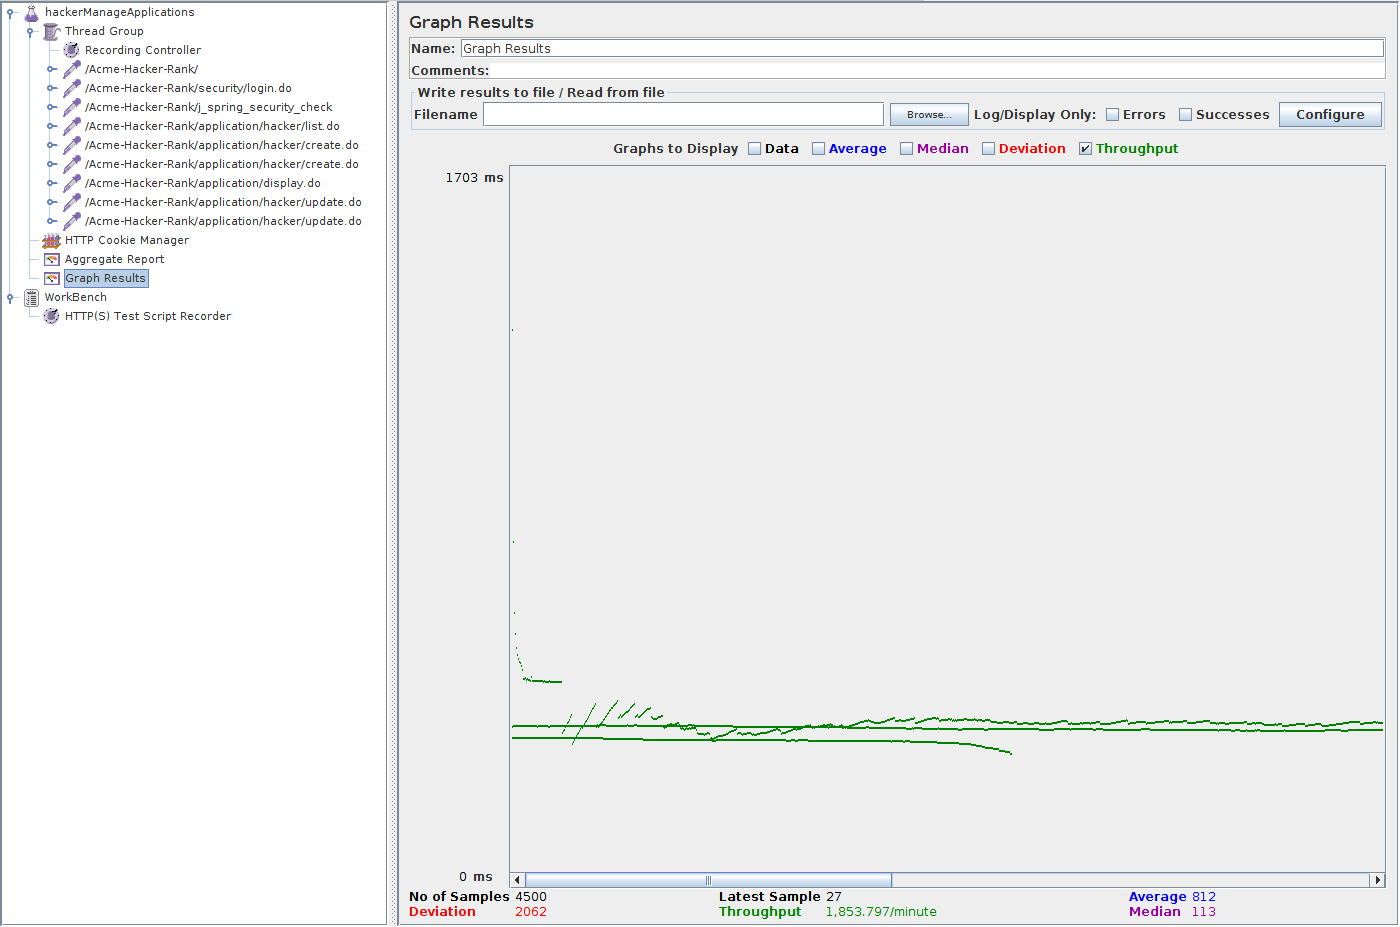 hackerManageApplications
Thread Group
Recording Controller
/Acme-Hacker-Rank/
/Acme-Hacker-Rank/security/login.do
/Acme-Hacker-Rank/j_spring_security_check
/Acme-Hacker-Rank/application/hacker/list.do
/Acme-Hacker-Rank/application/hacker/create.do
/Acme-Hacker-Rank/application/hacker/create.do
/Acme-Hacker-Rank/application/display.do
/Acme-Hacker-Rank/application/hacker/update.do
/Acme-Hacker-Rank/application/hacker/update.do
HTTP Cookie Manager
Aggregate Report
Graph Results
WorkBench
HTTP(S) Test Script Recorder
Graph Results
Name: Graph Results
Comments:
Write results to file / Read from file
Filename Browse... Log/Display Only: Errors Successes Configure
Graphs to Display Data Average Median Deviation Throughput
1703 ms
0 ms
No of Samples 4500 Latest Sample 27 Average 812
Deviation 2062 Throughput 1,853.797/minute Median 113